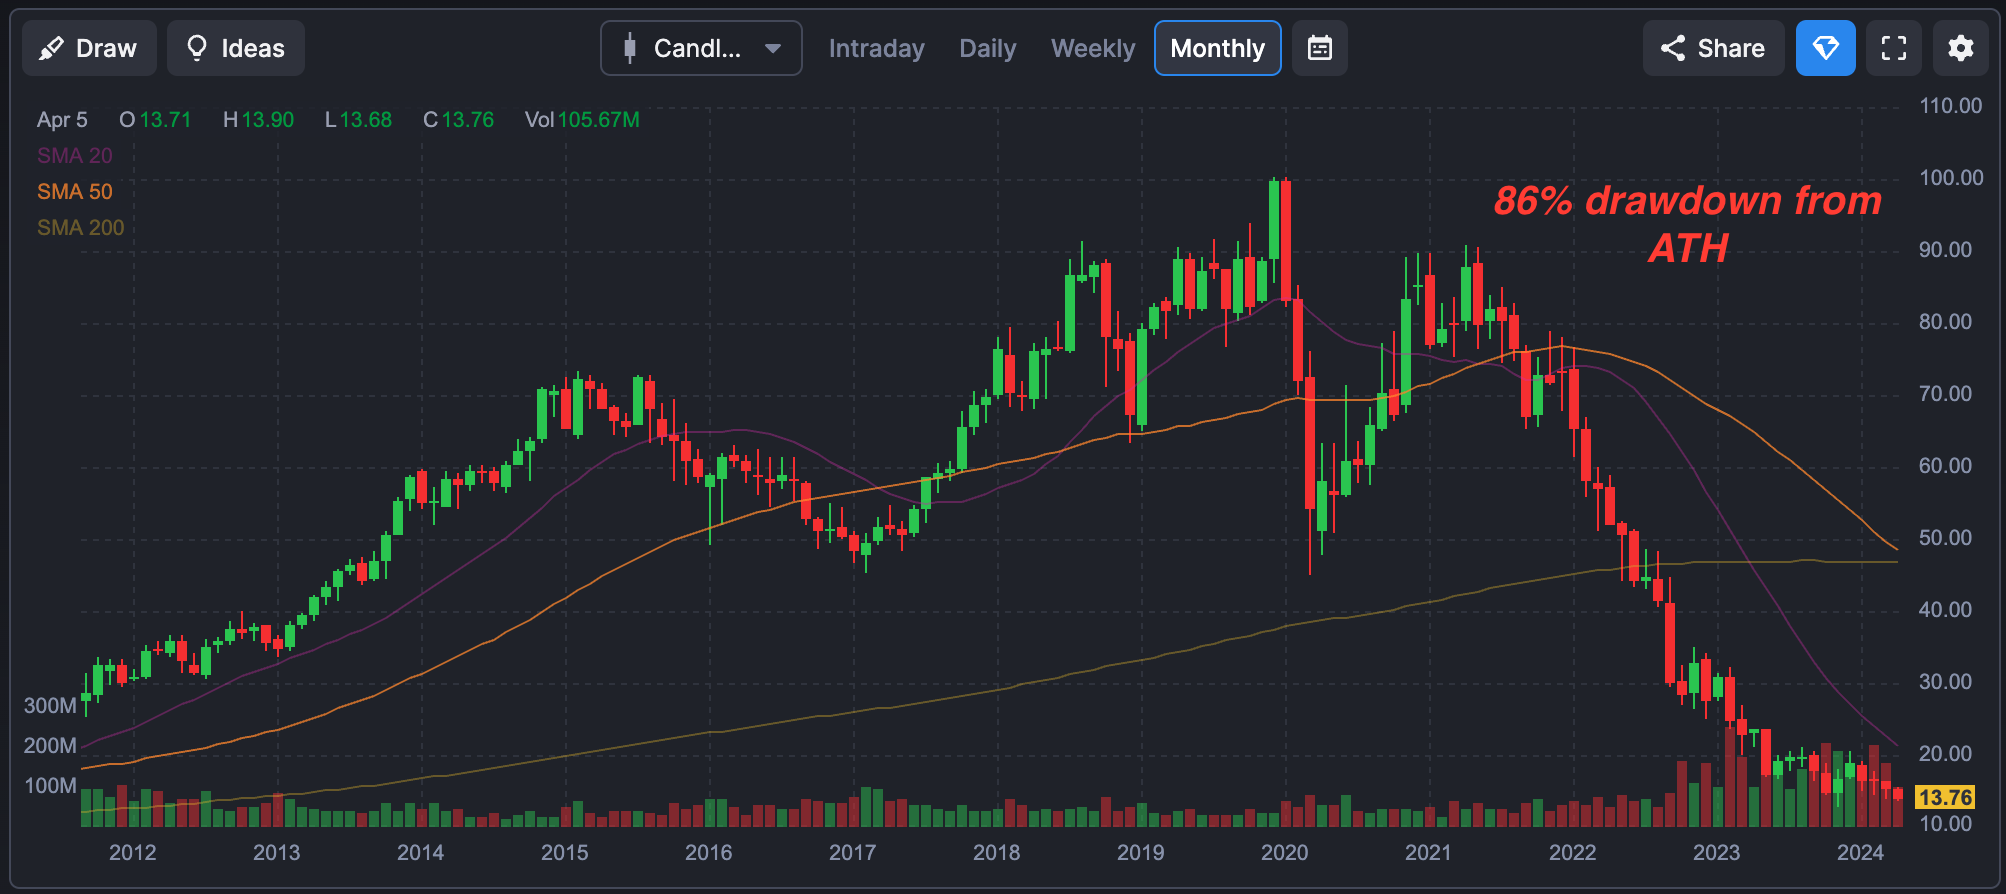 Draw
Ideas
Candl...
Intraday
Daily
Weekly
Monthly
Share
Apr 5 O 13.71 H 13.90 L 13.68 C 13.76 Vol 105.67M
SMA 20
SMA 50
SMA 200
86% drawdown from
ATH
110.00
100.00
90.00
80.00
70.00
60.00
50.00
40.00
30.00
20.00
13.76
10.00
300M
200M
100M
2012 2013 2014 2015 2016 2017 2018 2019 2020 2021 2022 2023 2024